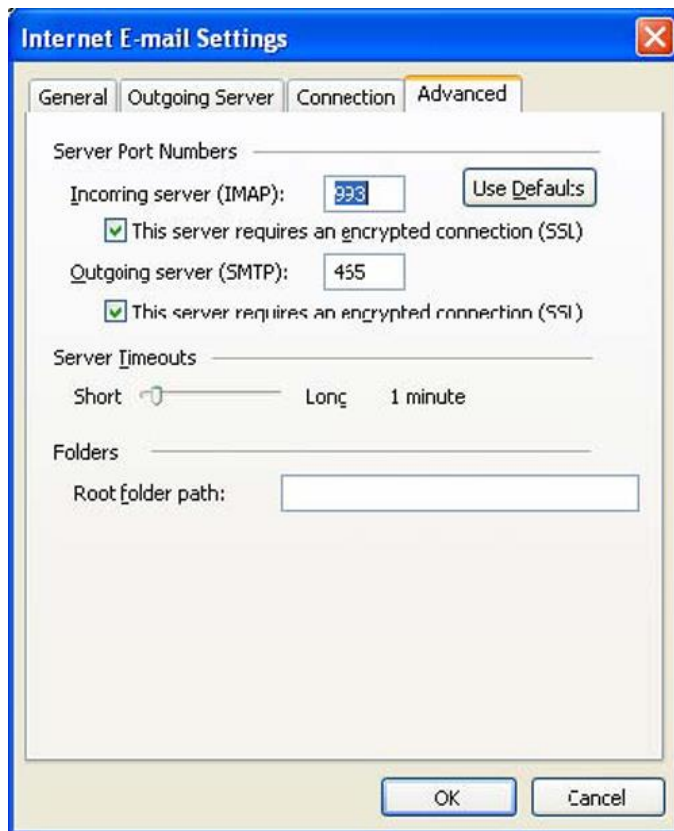 Internet E-mail Settings
General Outgoing Server Connection Advanced
Server Port Numbers
Incoming server (IMAP): 993 Use Defaults
This server requires an encrypted connection (SSL)
Outgoing server (SMTP): 465
This server requires an encrypted connection (SSL)
Server Timeouts
Short Long 1 minute
Folders
Root folder path:
OK Cancel